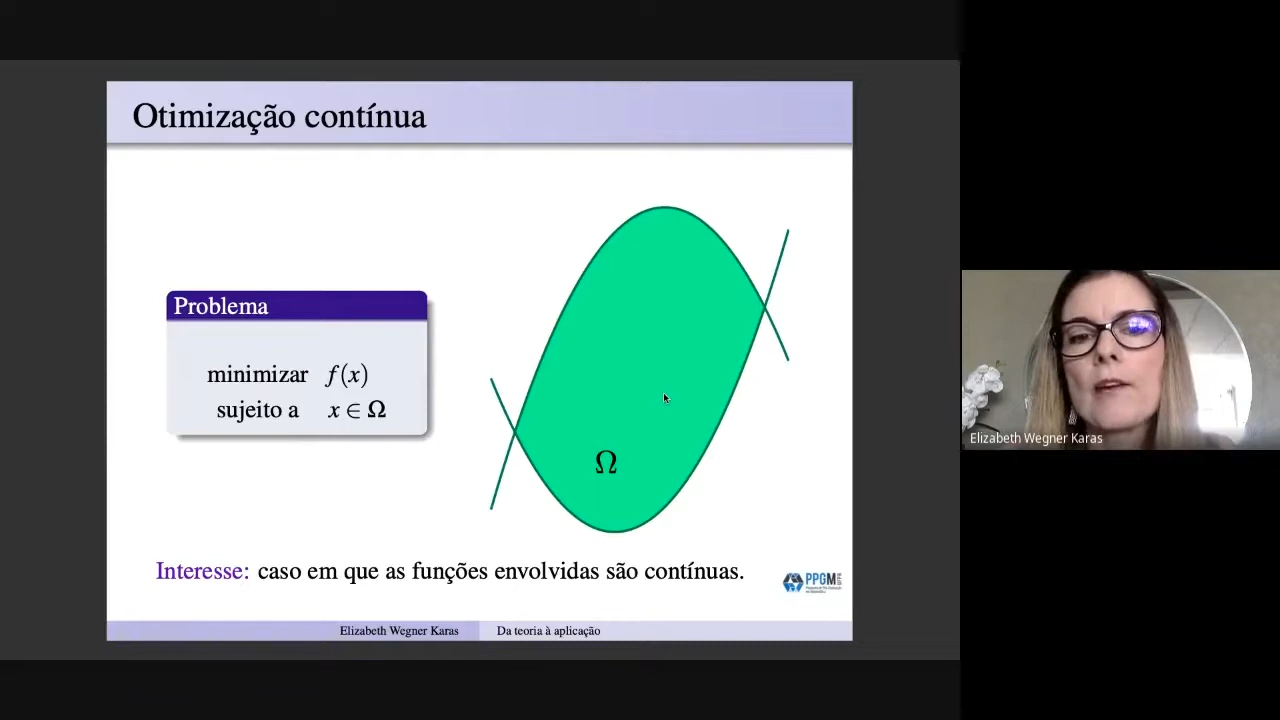 Otimização contínua
Problema
minimizar f(x)
sujeito a x ∈ Ω
Ω
Interesse: caso em que as funções envolvidas são contínuas.
PPGM
UFPR
Elizabeth Wegner Karas
Da teoria à aplicação
Elizabeth Wegner Karas